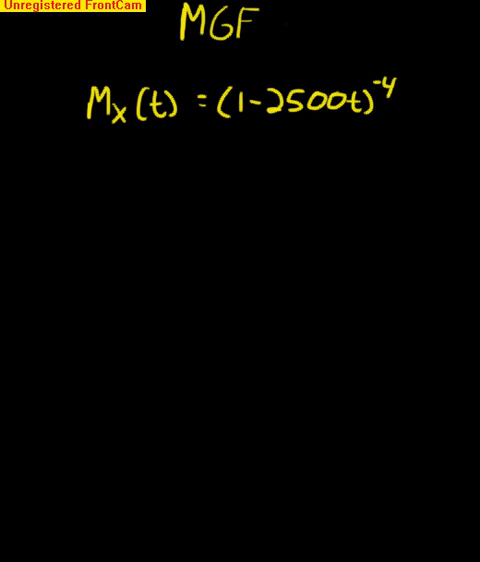 Unregistered FrontCam
MGF
Mx(t) = (1-2500t)^-4